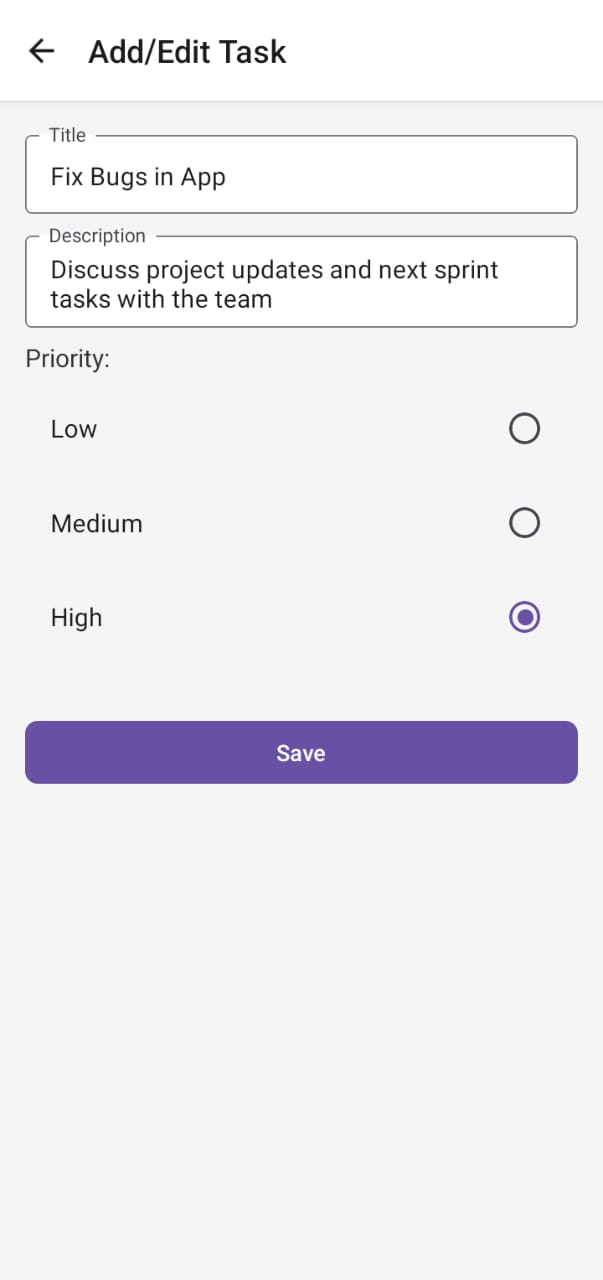 Add/Edit Task
Title
Fix Bugs in App
Description
Discuss project updates and next sprint
tasks with the team
Priority:
Low
Medium
High
Save